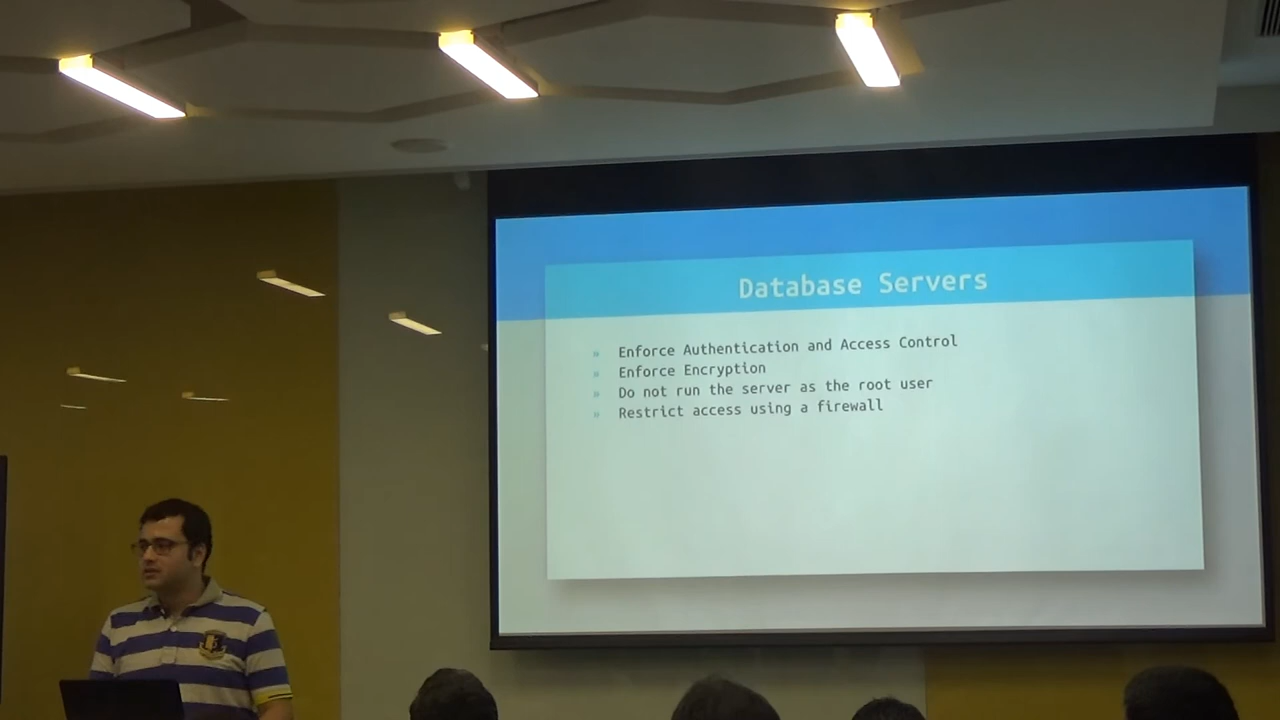 Database Servers
» Enforce Authentication and Access Control
» Enforce Encryption
» Do not run the server as the root user
» Restrict access using a firewall